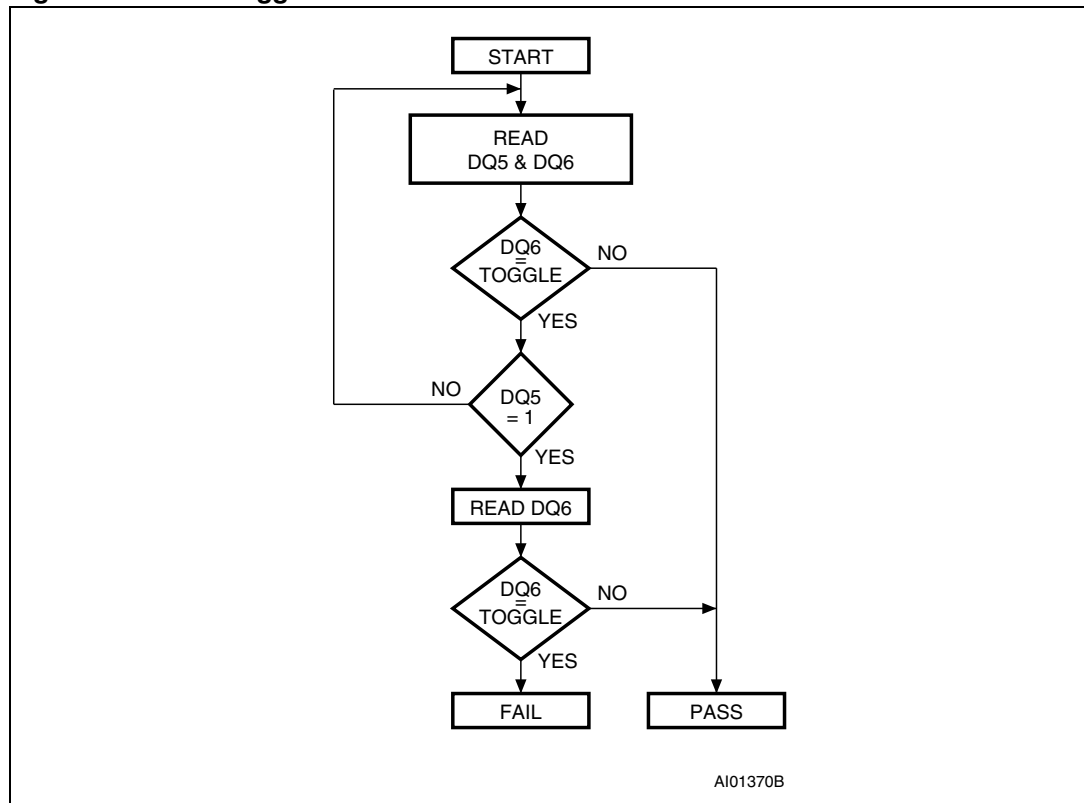 START
READ
DQ5 & DQ6
DQ6
=
TOGGLE
NO
YES
NO
DQ5
= 1
YES
READ DQ6
DQ6
=
TOGGLE
NO
YES
FAIL
PASS
AI01370B